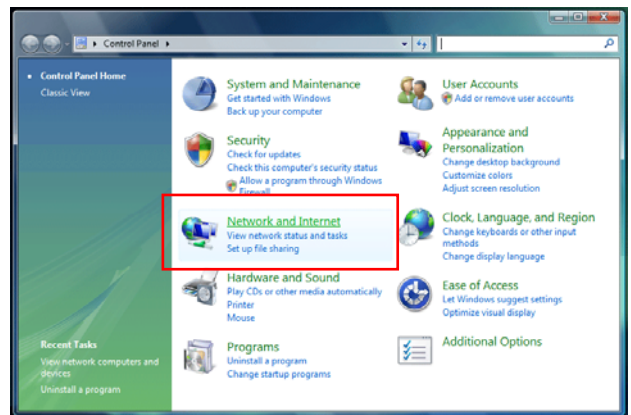 Control Panel
Control Panel Home
Classic View
Recent Tasks
View network computers and
devices
Uninstall a program
System and Maintenance
Get started with Windows
Back up your computer
Security
Check for updates
Check this computer's security status
Allow a program through Windows
Firewall
Network and Internet
View network status and tasks
Set up file sharing
Hardware and Sound
Play CDs or other media automatically
Printer
Mouse
Programs
Uninstall a program
Change startup programs
User Accounts
Add or remove user accounts
Appearance and
Personalization
Change desktop background
Customize colors
Adjust screen resolution
Clock, Language, and Region
Change keyboards or other input
methods
Change display language
Ease of Access
Let Windows suggest settings
Optimize visual display
Additional Options